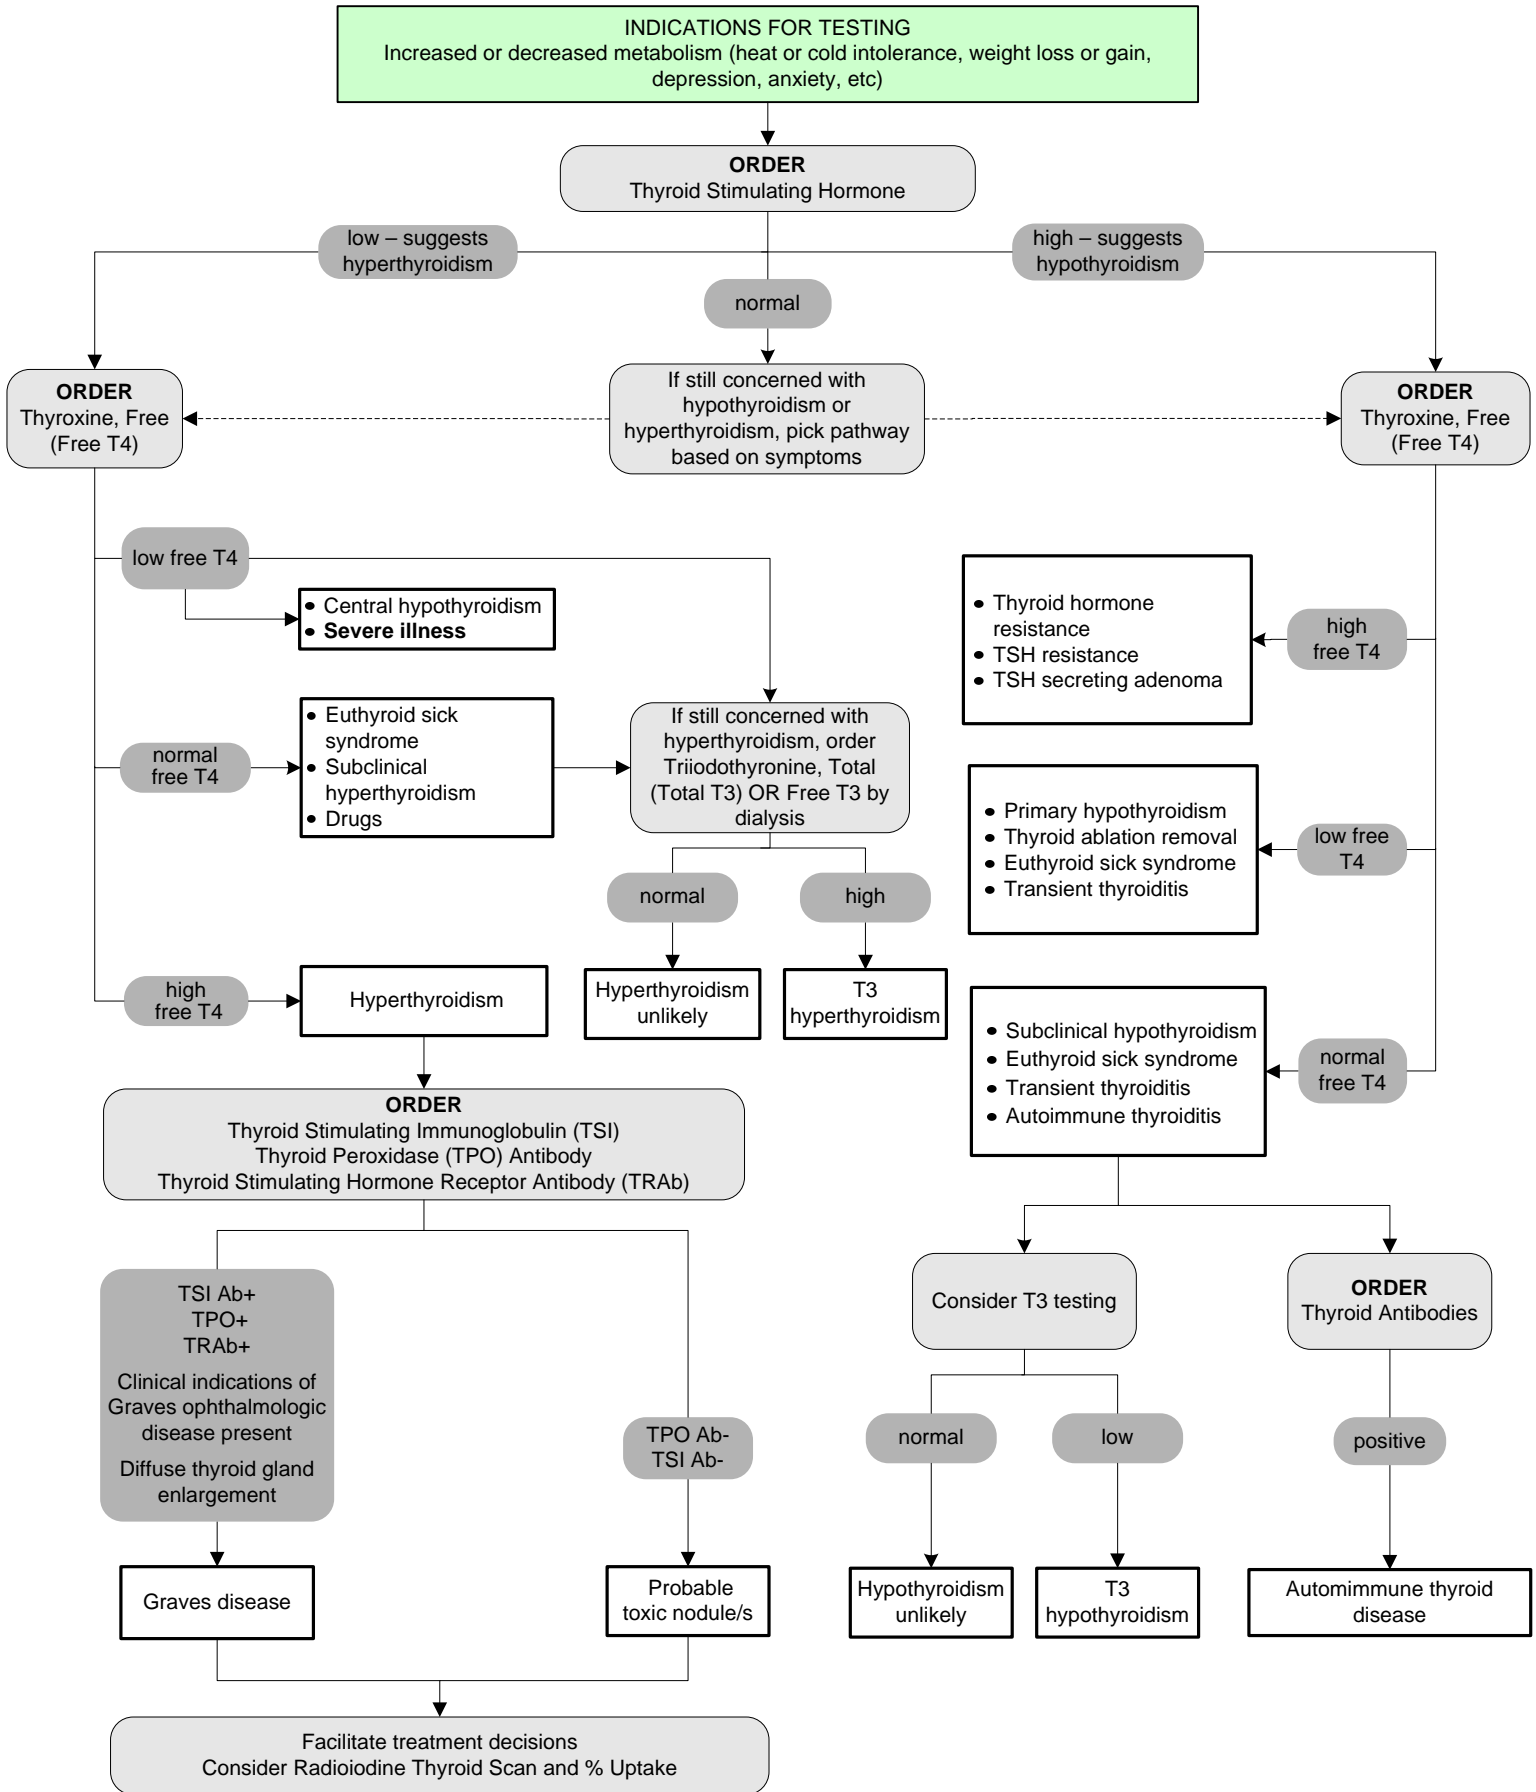 INDICATIONS FOR TESTING
Increased or decreased metabolism (heat or cold intolerance, weight loss or gain,
depression, anxiety, etc)
ORDER
Thyroid Stimulating Hormone
low – suggests
hyperthyroidism
high – suggests
hypothyroidism
normal
ORDER
Thyroxine, Free
(Free T4)
If still concerned with
hypothyroidism or
hyperthyroidism, pick pathway
based on symptoms
ORDER
Thyroxine, Free
(Free T4)
low free T4
• Central hypothyroidism
• Severe illness
• Thyroid hormone
resistance
• TSH resistance
• TSH secreting adenoma
high
free T4
normal
free T4
• Euthyroid sick
syndrome
• Subclinical
hyperthyroidism
• Drugs
If still concerned with
hyperthyroidism, order
Triiodothyronine, Total
(Total T3) OR Free T3 by
dialysis
• Primary hypothyroidism
• Thyroid ablation removal
• Euthyroid sick syndrome
• Transient thyroiditis
low free
T4
normal
high
high
free T4
Hyperthyroidism
Hyperthyroidism
unlikely
T3
hyperthyroidism
• Subclinical hypothyroidism
• Euthyroid sick syndrome
• Transient thyroiditis
• Autoimmune thyroiditis
normal
free T4
ORDER
Thyroid Stimulating Immunoglobulin (TSI)
Thyroid Peroxidase (TPO) Antibody
Thyroid Stimulating Hormone Receptor Antibody (TRAb)
TSI Ab+
TPO+
TRAb+
Clinical indications of
Graves ophthalmologic
disease present
Diffuse thyroid gland
enlargement
TPO Ab-
TSI Ab-
Consider T3 testing
ORDER
Thyroid Antibodies
normal
low
positive
Graves disease
Probable
toxic nodule/s
Hypothyroidism
unlikely
T3
hypothyroidism
Automimmune thyroid
disease
Facilitate treatment decisions
Consider Radioiodine Thyroid Scan and % Uptake